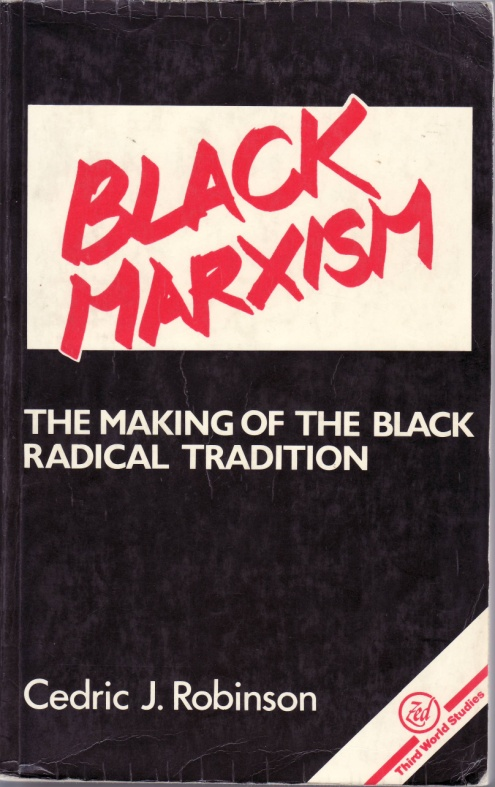 BLACK
MARXISM
THE MAKING OF THE BLACK
RADICAL TRADITION
Cedric J. Robinson
Zed
Third World Studies